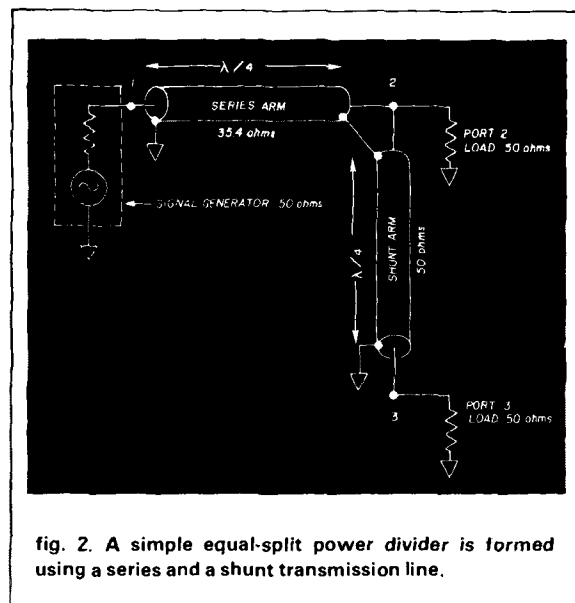 1
λ/4
2
SERIES ARM
35.4 ohms
PORT 2
LOAD 50 ohms
SIGNAL GENERATOR 50 ohms
λ/4
SHUNT ARM
50 ohms
3
PORT 3
LOAD 50 ohms
fig. 2. A simple equal-split power divider is formed
using a series and a shunt transmission line.